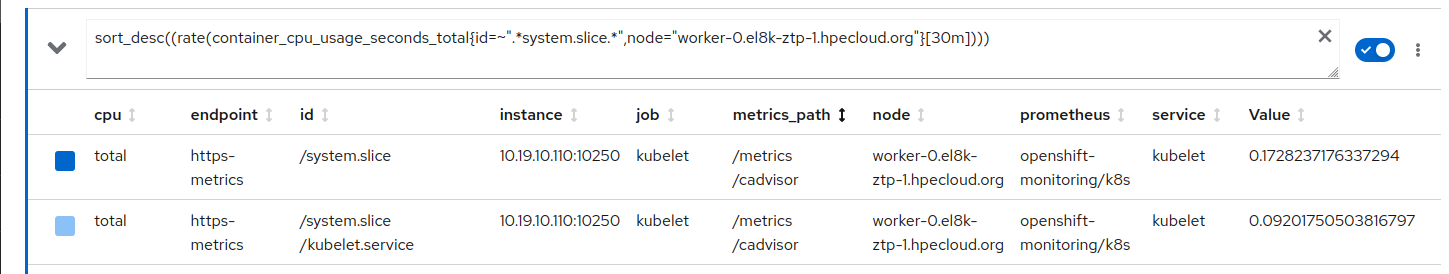 sort_desc((rate(container_cpu_usage_seconds_total{id=~".*system.slice.*",node="worker-0.el8k-ztp-1.hpecloud.org"}[30m])))
cpu endpoint id instance job metrics_path node prometheus service Value
total https- /system.slice 10.19.10.110:10250 kubelet /metrics worker-0.el8k- openshift- kubelet 0.1728237176337294
metrics /cadvisor ztp-1.hpecloud.org monitoring/k8s
total https- /system.slice 10.19.10.110:10250 kubelet /metrics worker-0.el8k- openshift- kubelet 0.09201750503816797
metrics /kubelet.service /cadvisor ztp-1.hpecloud.org monitoring/k8s